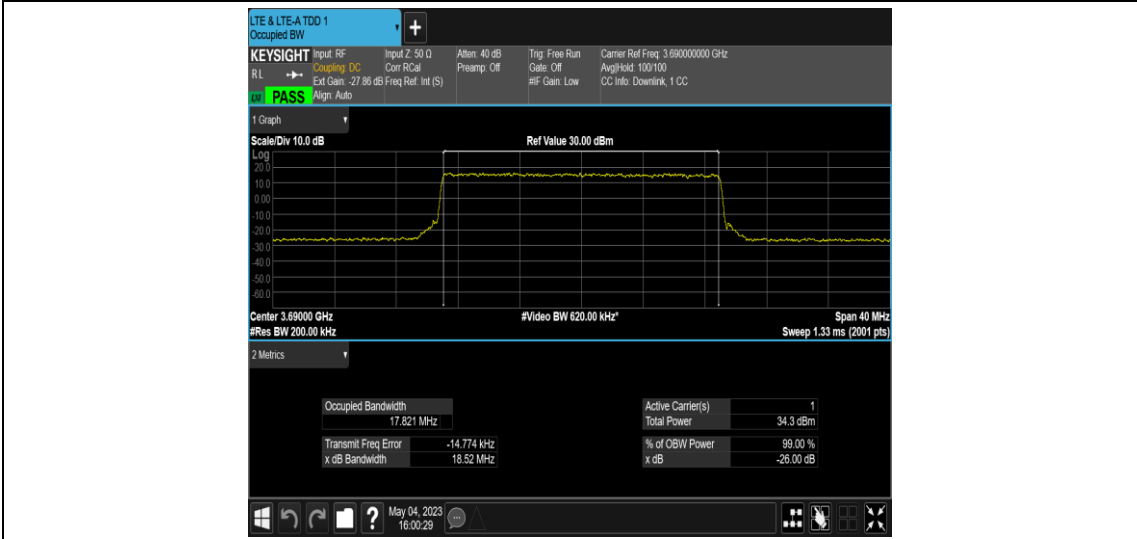 LTE & LTE-A TDD 1
Occupied BW
+
KEYSIGHT
RL
PASS
Input: RF
Coupling: DC
Ext Gain: -27.86 dB
Align: Auto
Input Z: 50 Ω
Corr RCal
Freq Ref: Int (S)
Atten: 40 dB
Preamp: Off
Trig: Free Run
Gate: Off
#IF Gain: Low
Carrier Ref Freq: 3.690000000 GHz
Avg|Hold: 100/100
CC Info: Downlink, 1 CC
1 Graph
Scale/Div 10.0 dB
Ref Value 30.00 dBm
Log
20.0
10.0
0.00
-10.0
-20.0
-30.0
-40.0
-50.0
-60.0
Center 3.69000 GHz
#Video BW 620.00 kHz*
Span 40 MHz
#Res BW 200.00 kHz
Sweep 1.33 ms (2001 pts)
2 Metrics
Occupied Bandwidth
17.821 MHz
Transmit Freq Error -14.774 kHz
x dB Bandwidth 18.52 MHz
Active Carrier(s) 1
Total Power 34.3 dBm
% of OBW Power 99.00 %
x dB -26.00 dB
?
May 04, 2023
16:00:29